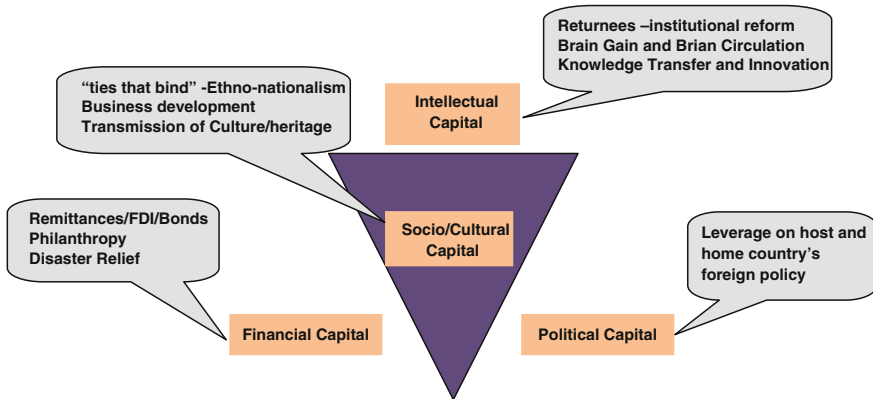 Returnees –institutional reform
Brain Gain and Brian Circulation
Knowledge Transfer and Innovation
“ties that bind” -Ethno-nationalism
Business development
Transmission of Culture/heritage
Intellectual
Capital
Remittances/FDI/Bonds
Philanthropy
Disaster Relief
Socio/Cultural
Capital
Leverage on host and
home country’s
foreign policy
Financial Capital
Political Capital